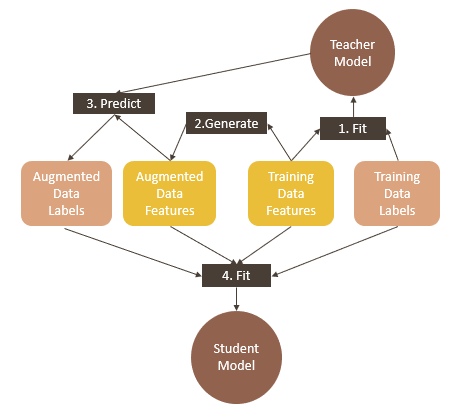 Teacher
Model
3. Predict
2.Generate
1. Fit
Augmented
Data
Labels
Augmented
Data
Features
Training
Data
Features
Training
Data
Labels
4. Fit
Student
Model